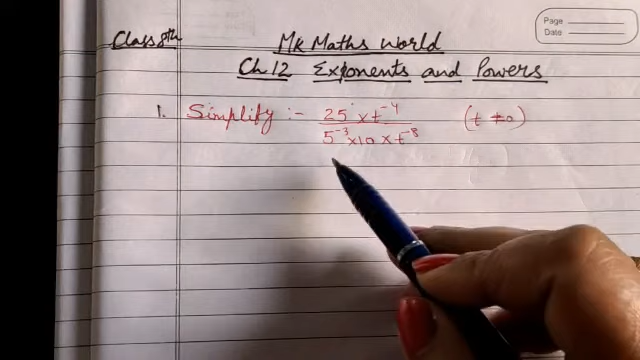 Page
Date
Class 8th
MK Maths World
Ch 12 Exponents and Powers
1. Simplify :- 25 × t⁻⁴ / 5⁻³ × 10 × t⁻⁸ (t ≠ 0)